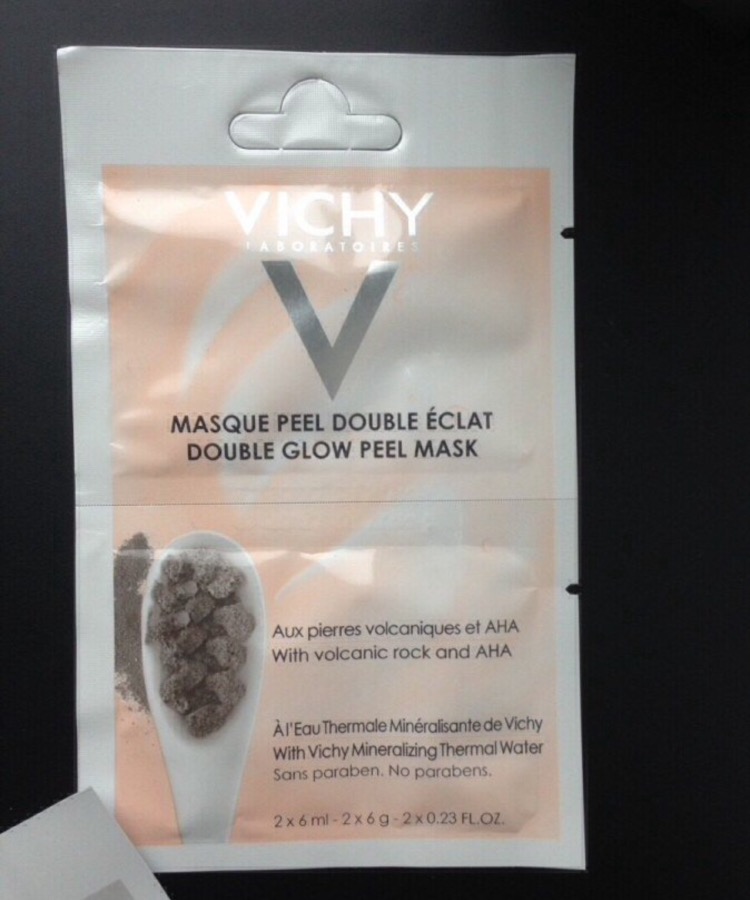 VICHY
LABORATOIRES
V
MASQUE PEEL DOUBLE ÉCLAT
DOUBLE GLOW PEEL MASK
Aux pierres volcaniques et AHA
With volcanic rock and AHA
À l'Eau Thermale Minéralisante de Vichy
With Vichy Mineralizing Thermal Water
Sans paraben. No parabens.
2 x 6 ml - 2 x 6 g - 2 x 0.23 FL.OZ.